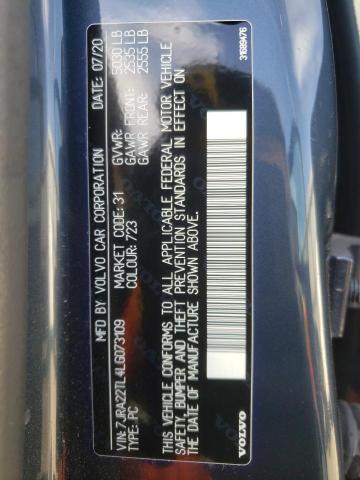 MFD BY VOLVO CAR CORPORATION DATE: 07/20
MARKET CODE: 31 GVWR: 5030 LB
COLOUR: 723 GAWR FRONT: 2535 LB
GAWR REAR: 2555 LB
VIN: 7JRA22TL4LG073109
TYPE: PC
THIS VEHICLE CONFORMS TO ALL APPLICABLE FEDERAL MOTOR VEHICLE
SAFETY, BUMPER AND THEFT PREVENTION STANDARDS IN EFFECT ON
THE DATE OF MANUFACTURE SHOWN ABOVE.
VOLVO
31689476